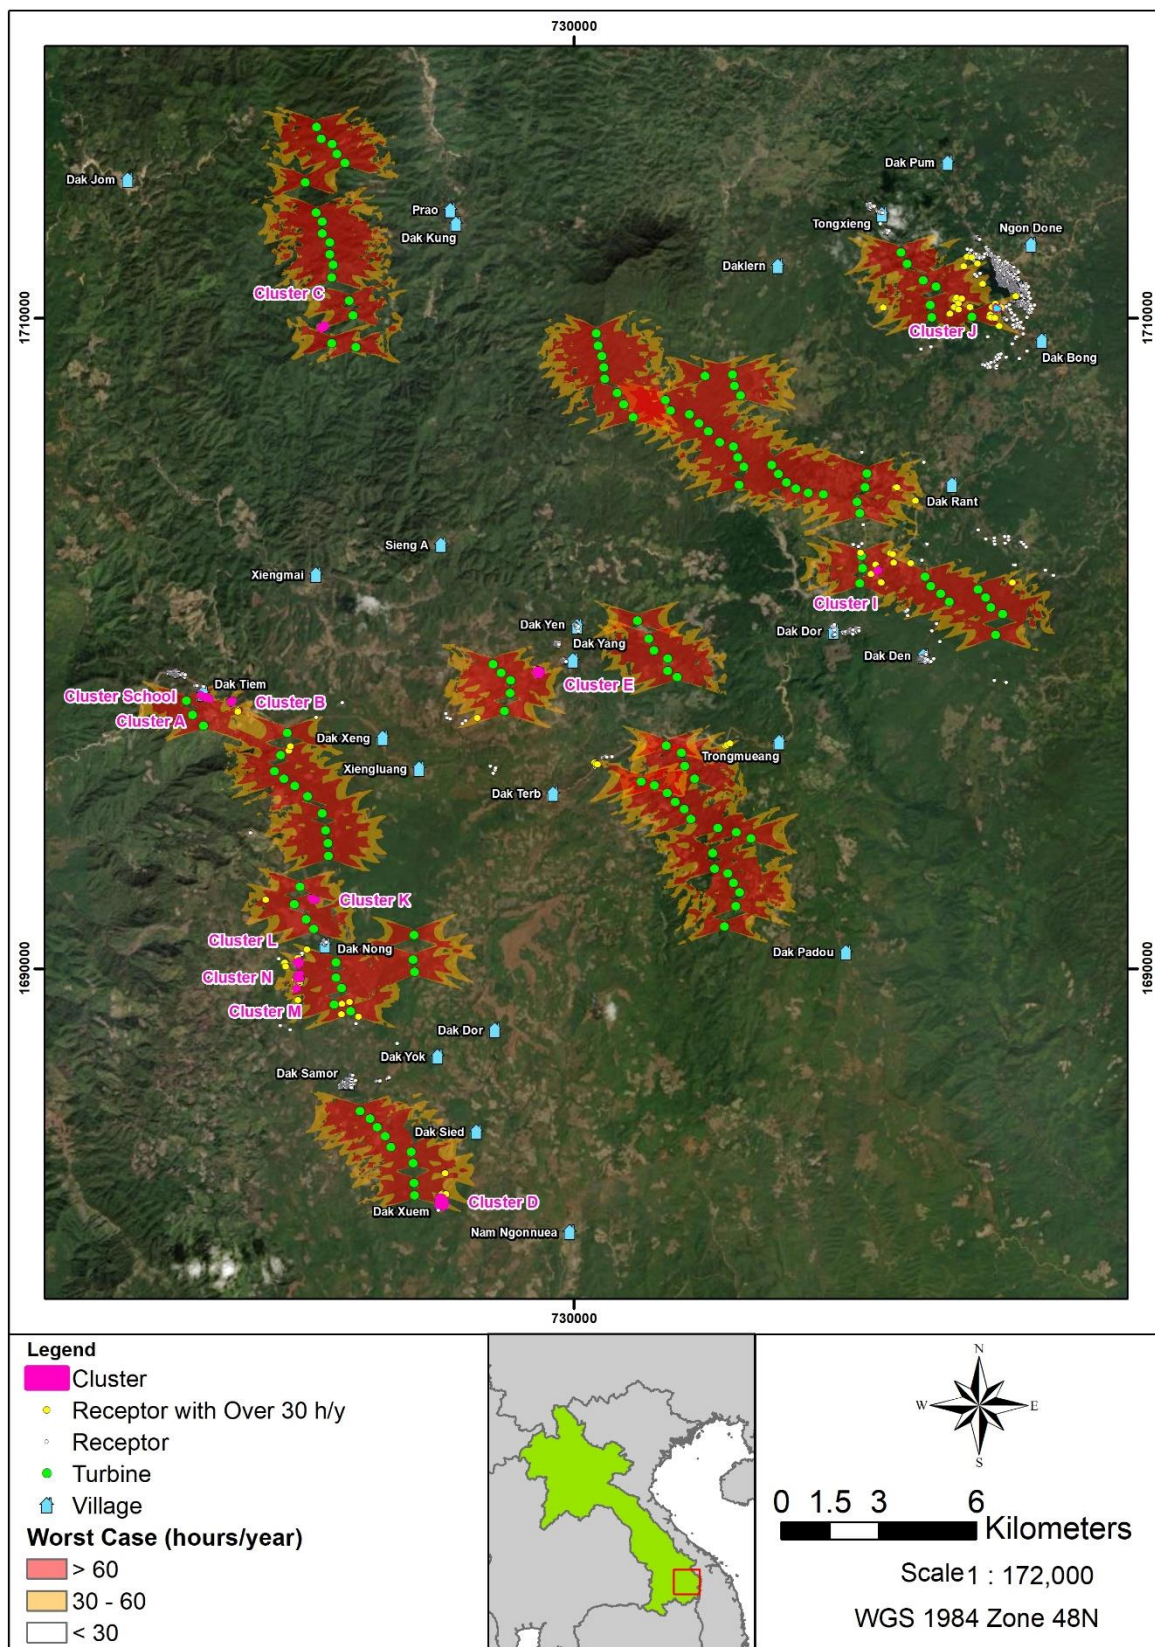 730000
Dak Pum
Dak Jom
Prao
Tongxieng
Dak Kung
Ngon Done
Daklern
Cluster C
1710000
1710000
Cluster J
Dak Bong
Dak Rant
Sieng A
Xiengmai
Cluster I
Dak Yen
Dak Dor
Dak Yang
Dak Den
Cluster E
Dak Tiem
Cluster School
Cluster B
Cluster A
Dak Xeng
Trongmueang
Xiengluang
Dak Terb
Cluster K
Cluster L
Dak Nong
Dak Padou
1690000
1690000
Cluster N
Cluster M
Dak Dor
Dak Yok
Dak Samor
Dak Sied
Cluster D
Dak Xuem
Nam Ngonnuea
730000
Legend
Cluster
Receptor with Over 30 h/y
Receptor
Turbine
Village
Worst Case (hours/year)
> 60
30 - 60
< 30
N
W
E
S
0 1.5 3 6
Kilometers
Scale 1 : 172,000
WGS 1984 Zone 48N